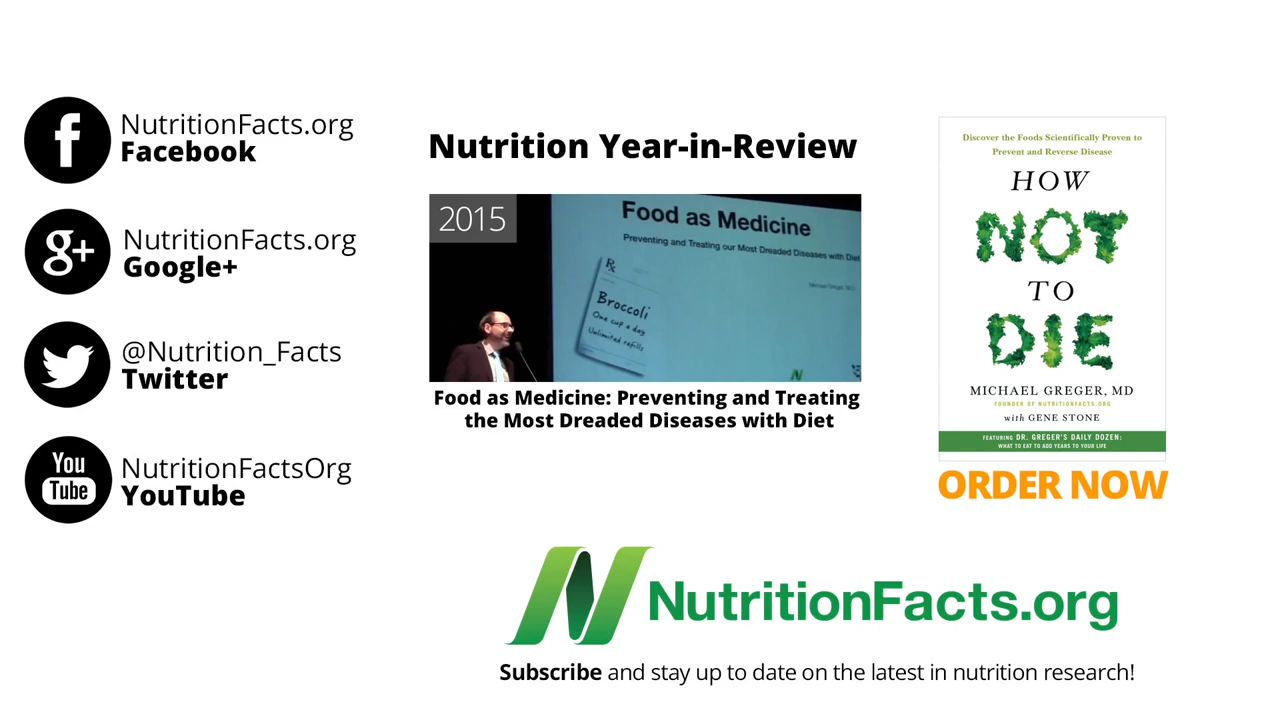 f
NutritionFacts.org
Facebook
g+
NutritionFacts.org
Google+
@Nutrition_Facts
Twitter
You
Tube
NutritionFactsOrg
YouTube
Nutrition Year-in-Review
2015
Food as Medicine
Preventing and Treating our Most Dreaded Diseases with Diet
Michael Greger, M.D.
Rx
Broccoli
One cup a day
Unlimited refills
Food as Medicine: Preventing and Treating
the Most Dreaded Diseases with Diet
Discover the Foods Scientifically Proven to
Prevent and Reverse Disease
HOW
NOT
TO
DIE
MICHAEL GREGER, MD
FOUNDER OF NUTRITIONFACTS.ORG
with GENE STONE
FEATURING DR. GREGER'S DAILY DOZEN:
WHAT TO EAT TO ADD YEARS TO YOUR LIFE
ORDER NOW
NutritionFacts.org
Subscribe and stay up to date on the latest in nutrition research!